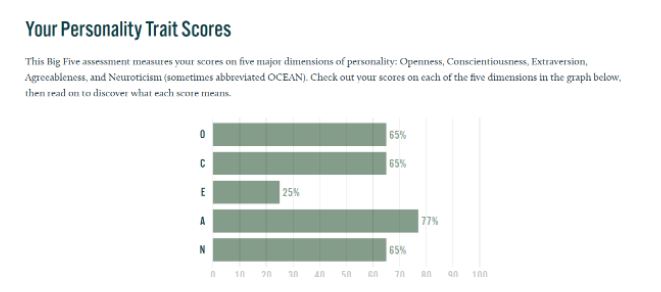 Your Personality Trait Scores
This Big Five assessment measures your scores on five major dimensions of personality: Openness, Conscientiousness, Extraversion,
Agreeableness, and Neuroticism (sometimes abbreviated OCEAN). Check out your scores on each of the five dimensions in the graph below,
then read on to discover what each score means.
O 65%
C 65%
E 25%
A 77%
N 65%
0 10 20 30 40 50 60 70 80 90 100